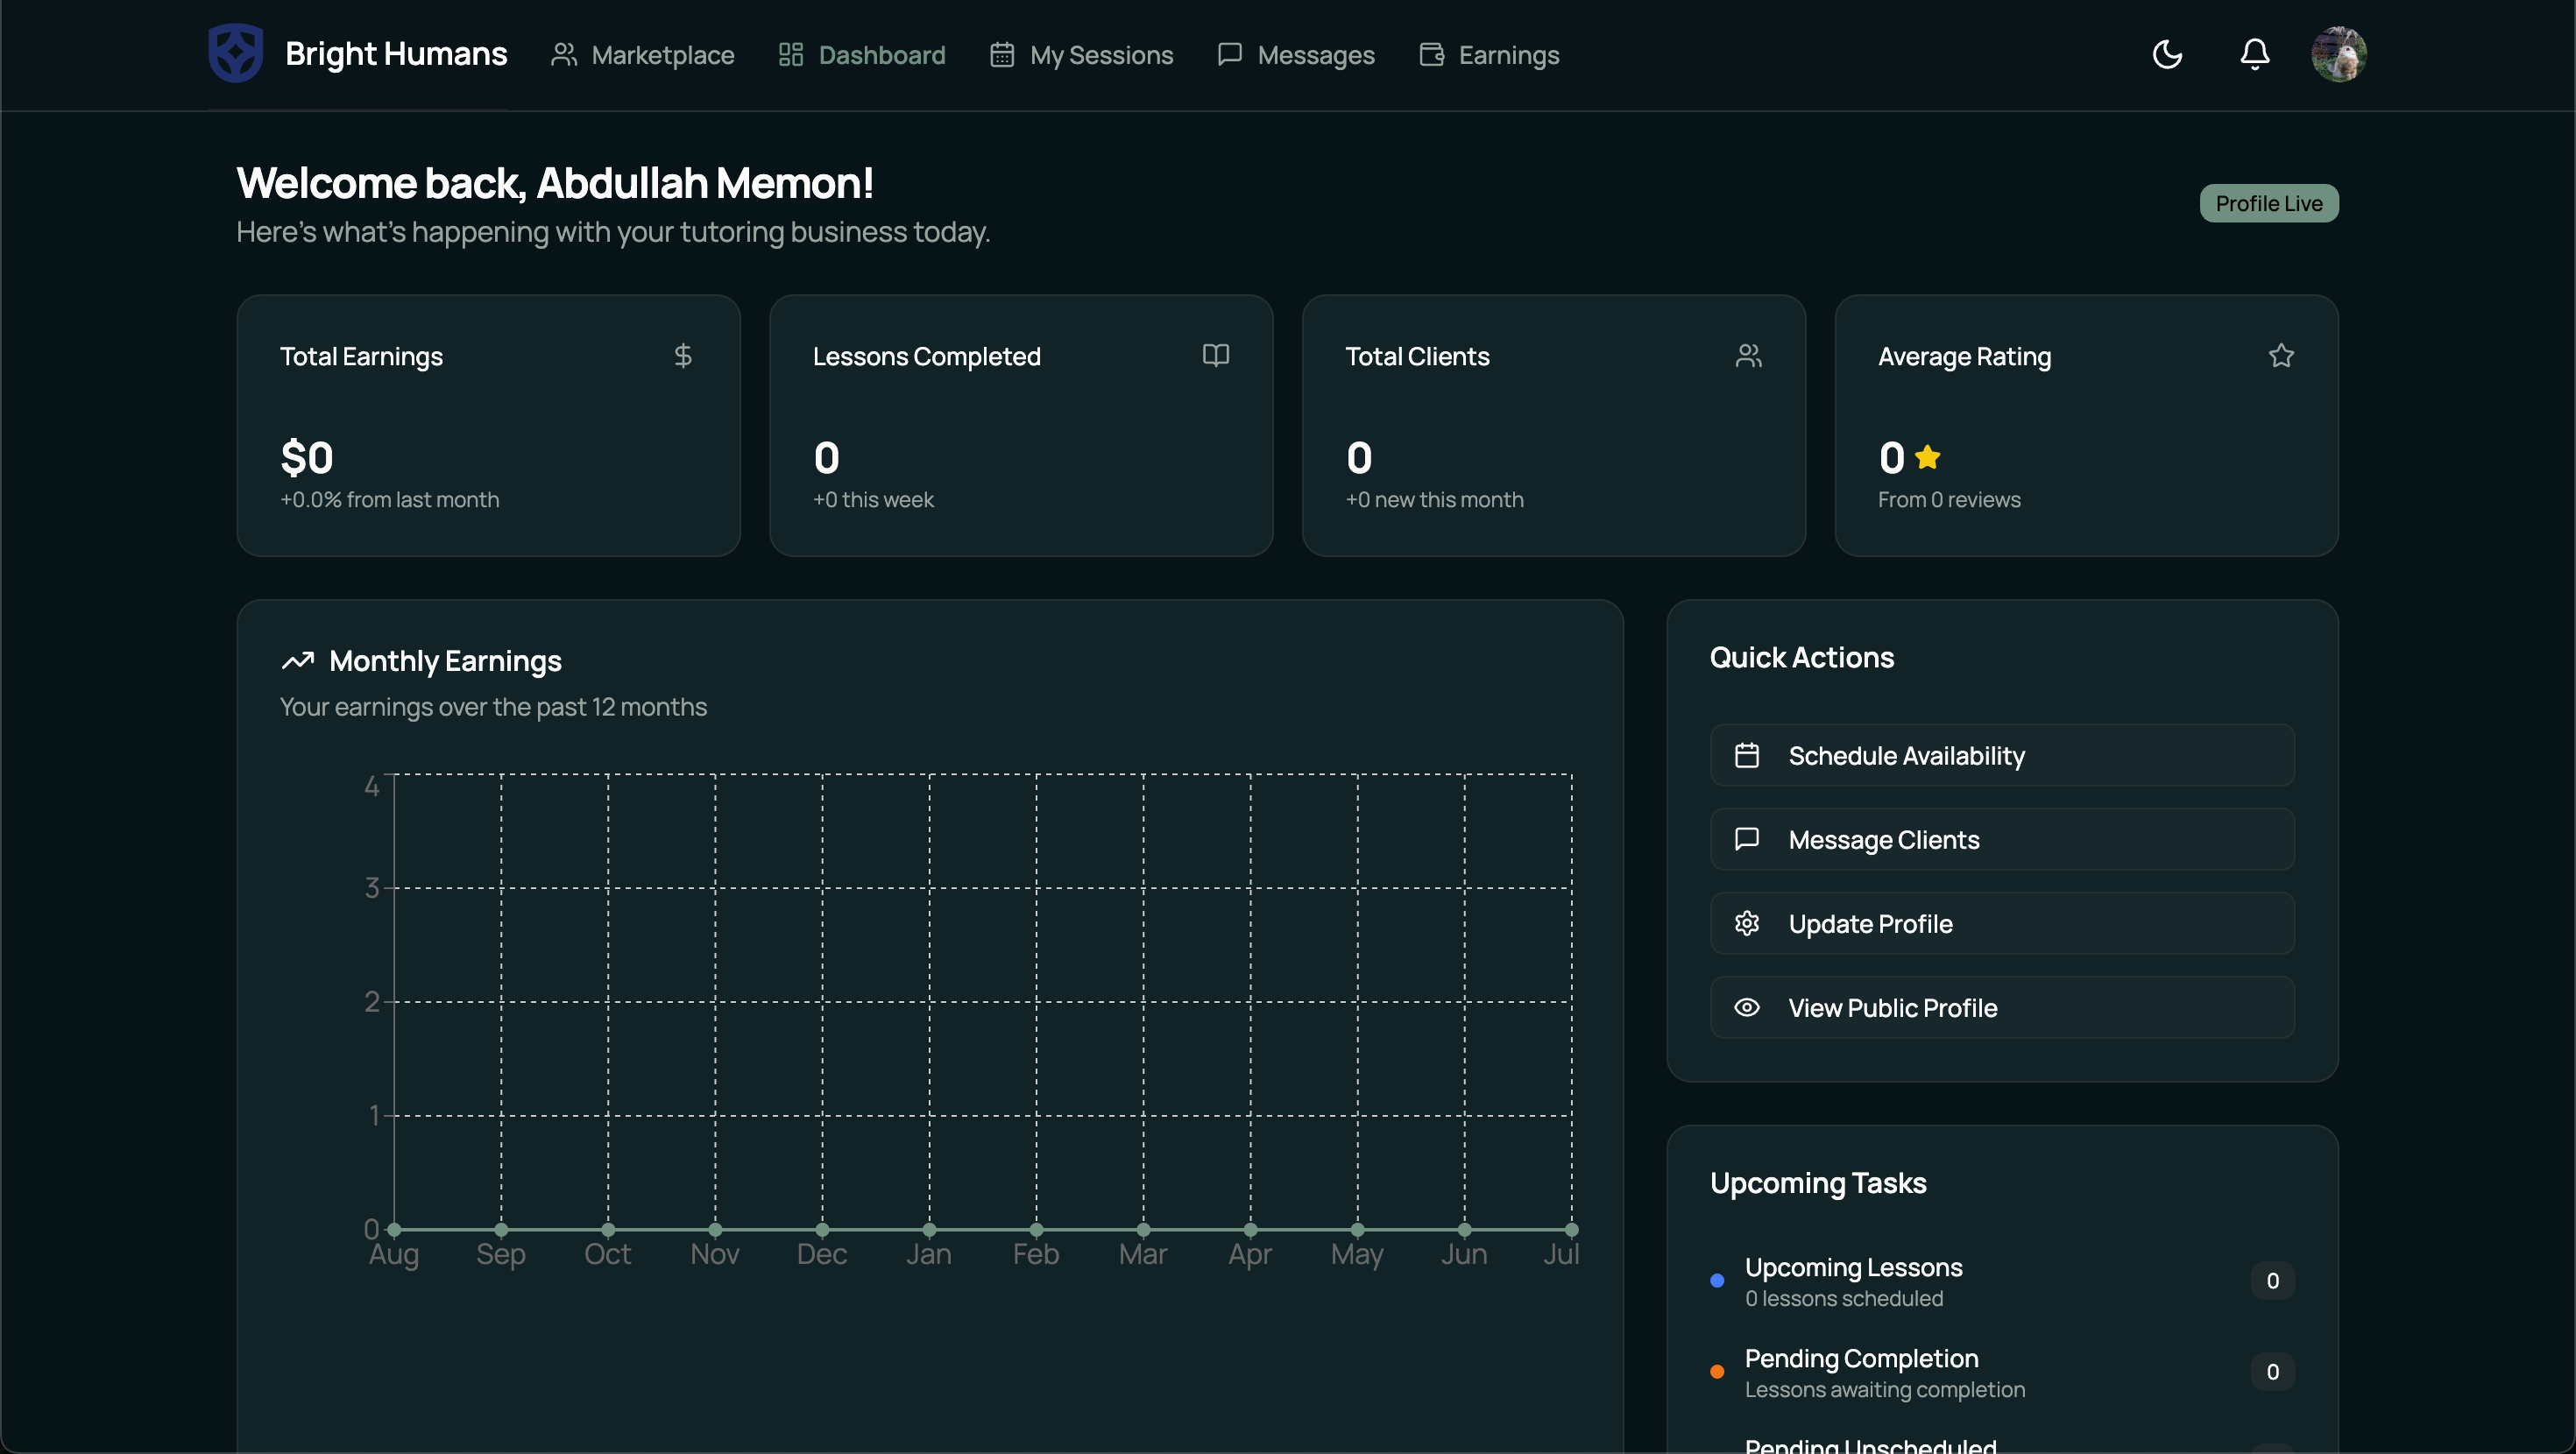 Bright Humans
Marketplace
Dashboard
My Sessions
Messages
Earnings
Welcome back, Abdullah Memon!
Here's what's happening with your tutoring business today.
Profile Live
Total Earnings
$0
+0.0% from last month
Lessons Completed
0
+0 this week
Total Clients
0
+0 new this month
Average Rating
0
From 0 reviews
Monthly Earnings
Your earnings over the past 12 months
4
3
2
1
0
Aug Sep Oct Nov Dec Jan Feb Mar Apr May Jun Jul
Quick Actions
Schedule Availability
Message Clients
Update Profile
View Public Profile
Upcoming Tasks
Upcoming Lessons
0 lessons scheduled
0
Pending Completion
Lessons awaiting completion
0
Pending Unscheduled